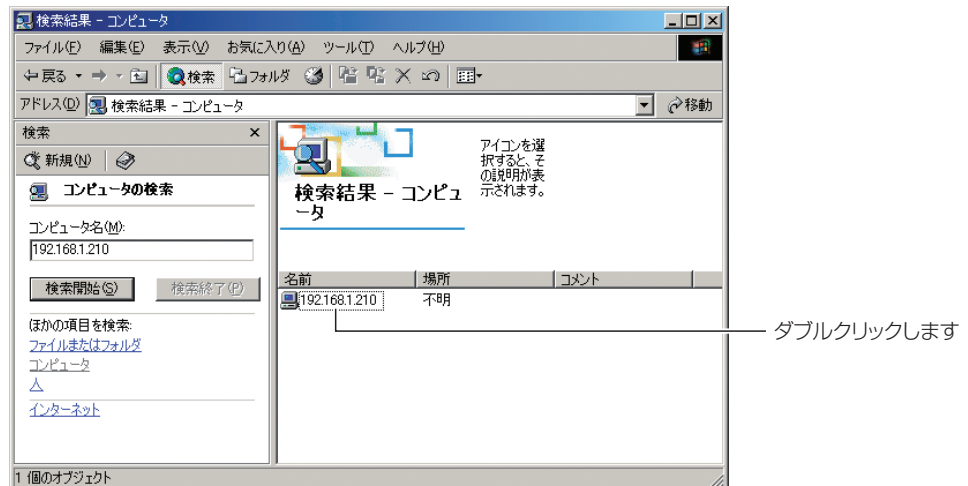 検索結果 - コンピュータ
ファイル(F) 編集(E) 表示(V) お気に入り(A) ツール(T) ヘルプ(H)
戻る 検索 フォルダ
アドレス(D) 検索結果 - コンピュータ 移動
検索 ×
新規(N)
コンピュータの検索
コンピュータ名(M):
192.168.1.210
検索開始(S) 検索終了(P)
ほかの項目を検索:
ファイルまたはフォルダ
コンピュータ
人
インターネット
検索結果 - コンピュ
ータ
アイコンを選
択すると、そ
の説明が表
示されます。
名前 場所 コメント
192.168.1.210 不明
ダブルクリックします
1 個のオブジェクト